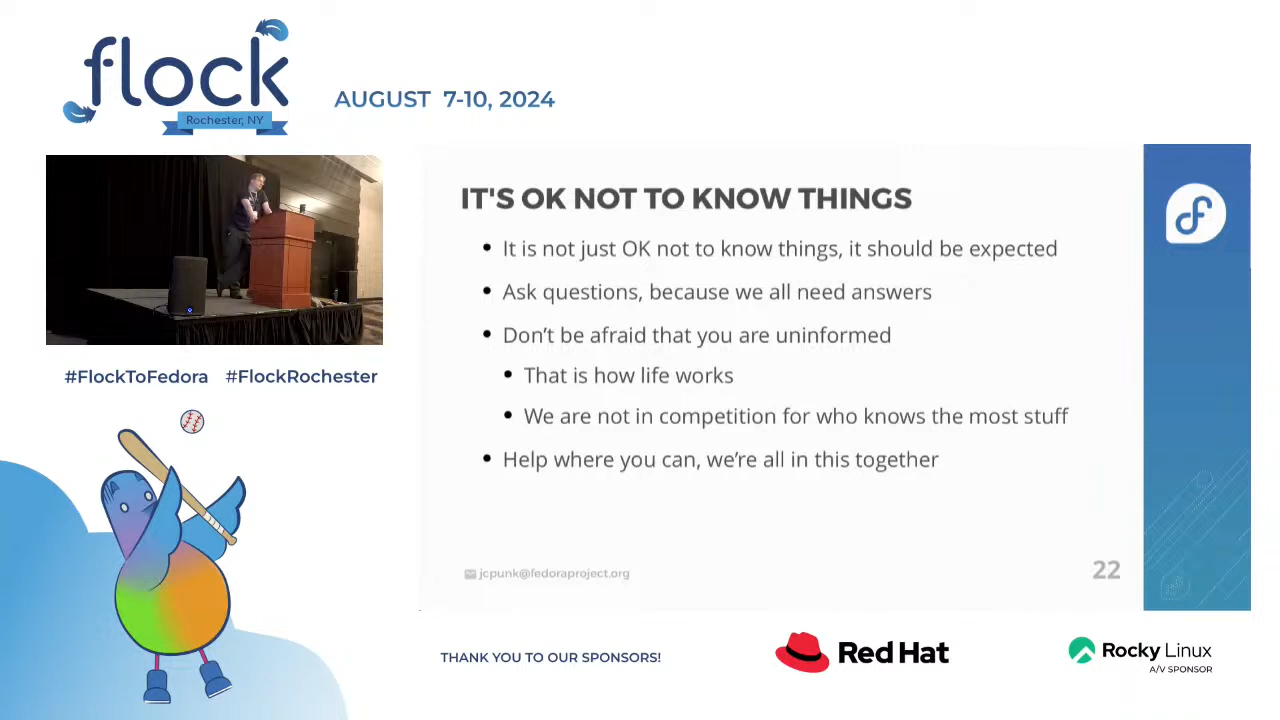 flock
Rochester, NY
AUGUST 7-10, 2024
IT'S OK NOT TO KNOW THINGS
It is not just OK not to know things, it should be expected
Ask questions, because we all need answers
Don't be afraid that you are uninformed
That is how life works
We are not in competition for who knows the most stuff
Help where you can, we're all in this together
jcpunk@fedoraproject.org
22
#FlockToFedora #FlockRochester
THANK YOU TO OUR SPONSORS!
Red Hat
Rocky Linux
A/V SPONSOR